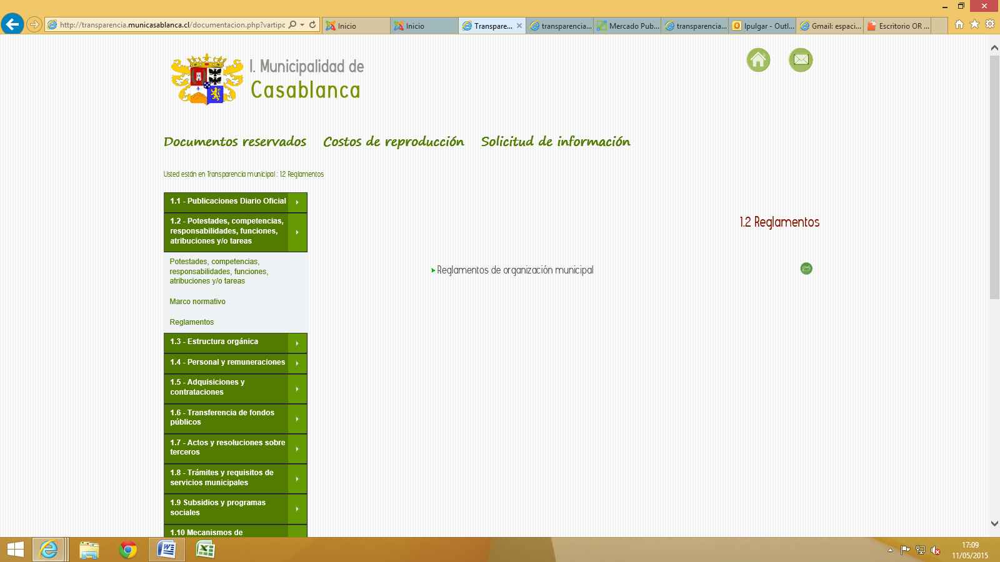 http://transparencia.municasablanca.cl/documentacion.php?vartipc
Inicio
Inicio
Transpare...
transparencia...
Mercado Pub...
transparencia...
lpulgar - Outl...
Gmail: espaci...
Escritorio OR ...
I. Municipalidad de
Casablanca
Documentos reservados Costos de reproducción Solicitud de información
Usted están en Transparencia municipal : 1.2 Reglamentos
1.1 - Publicaciones Diario Oficial
1.2 - Potestades, competencias,
responsabilidades, funciones,
atribuciones y/o tareas
Potestades, competencias,
responsabilidades, funciones,
atribuciones y/o tareas
Marco normativo
Reglamentos
1.3 - Estructura orgánica
1.4 - Personal y remuneraciones
1.5 - Adquisiciones y
contrataciones
1.6 - Transferencia de fondos
públicos
1.7 - Actos y resoluciones sobre
terceros
1.8 - Trámites y requisitos de
servicios municipales
1.9 Subsidios y programas
sociales
1.10 Mecanismos de
1.2 Reglamentos
Reglamentos de organización municipal
17:09
11/05/2015